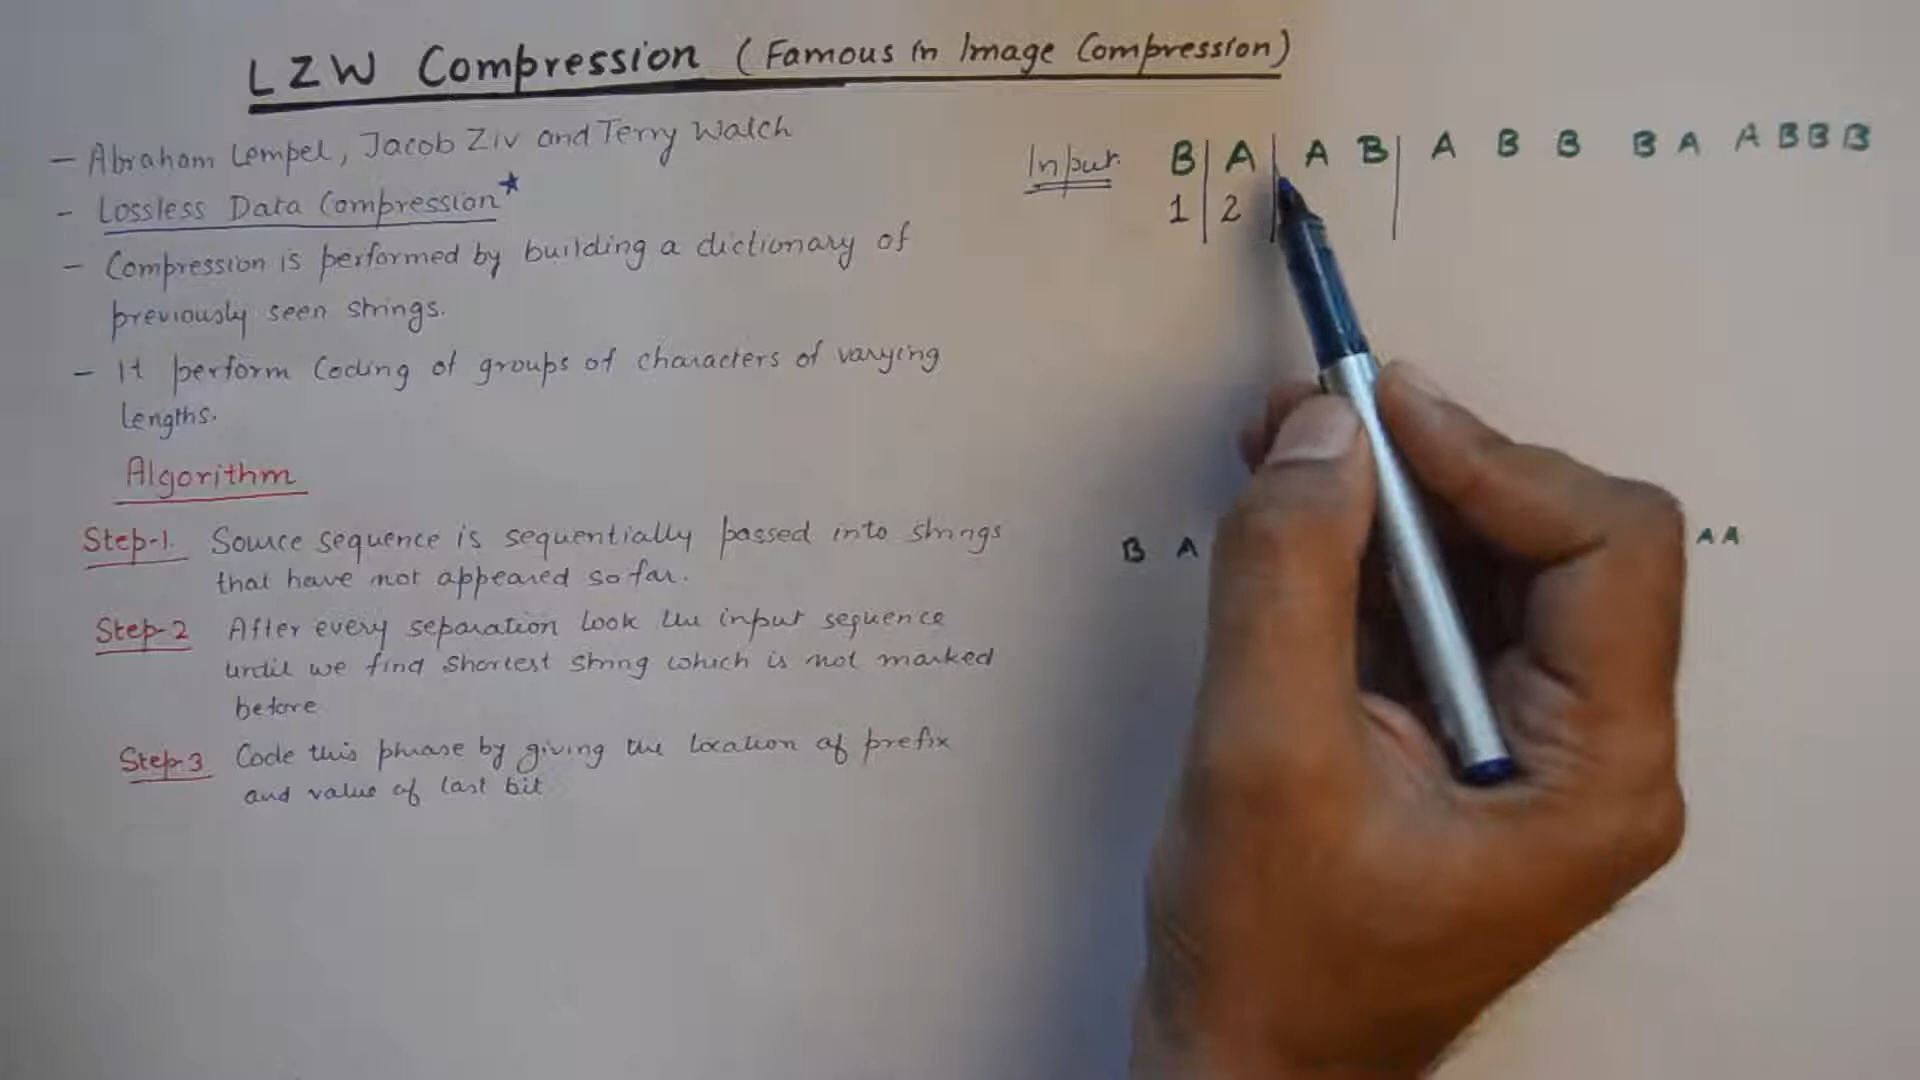 LZW Compression (Famous in Image Compression)
- Abraham Lempel, Jacob Ziv and Terry Walch
- Lossless Data Compression*
- Compression is performed by building a dictionary of
previously seen strings.
- It perform Coding of groups of characters of varying
lengths.
Algorithm
Step-1. Source sequence is sequentially passed into strings
that have not appeared so far.
Step-2 After every separation look the input sequence
until we find shortest string which is not marked
before
Step-3 Code this phrase by giving the location of prefix
and value of last bit
Input. B | A | A B | A B B B A A B B B
1 | 2
B A
A A